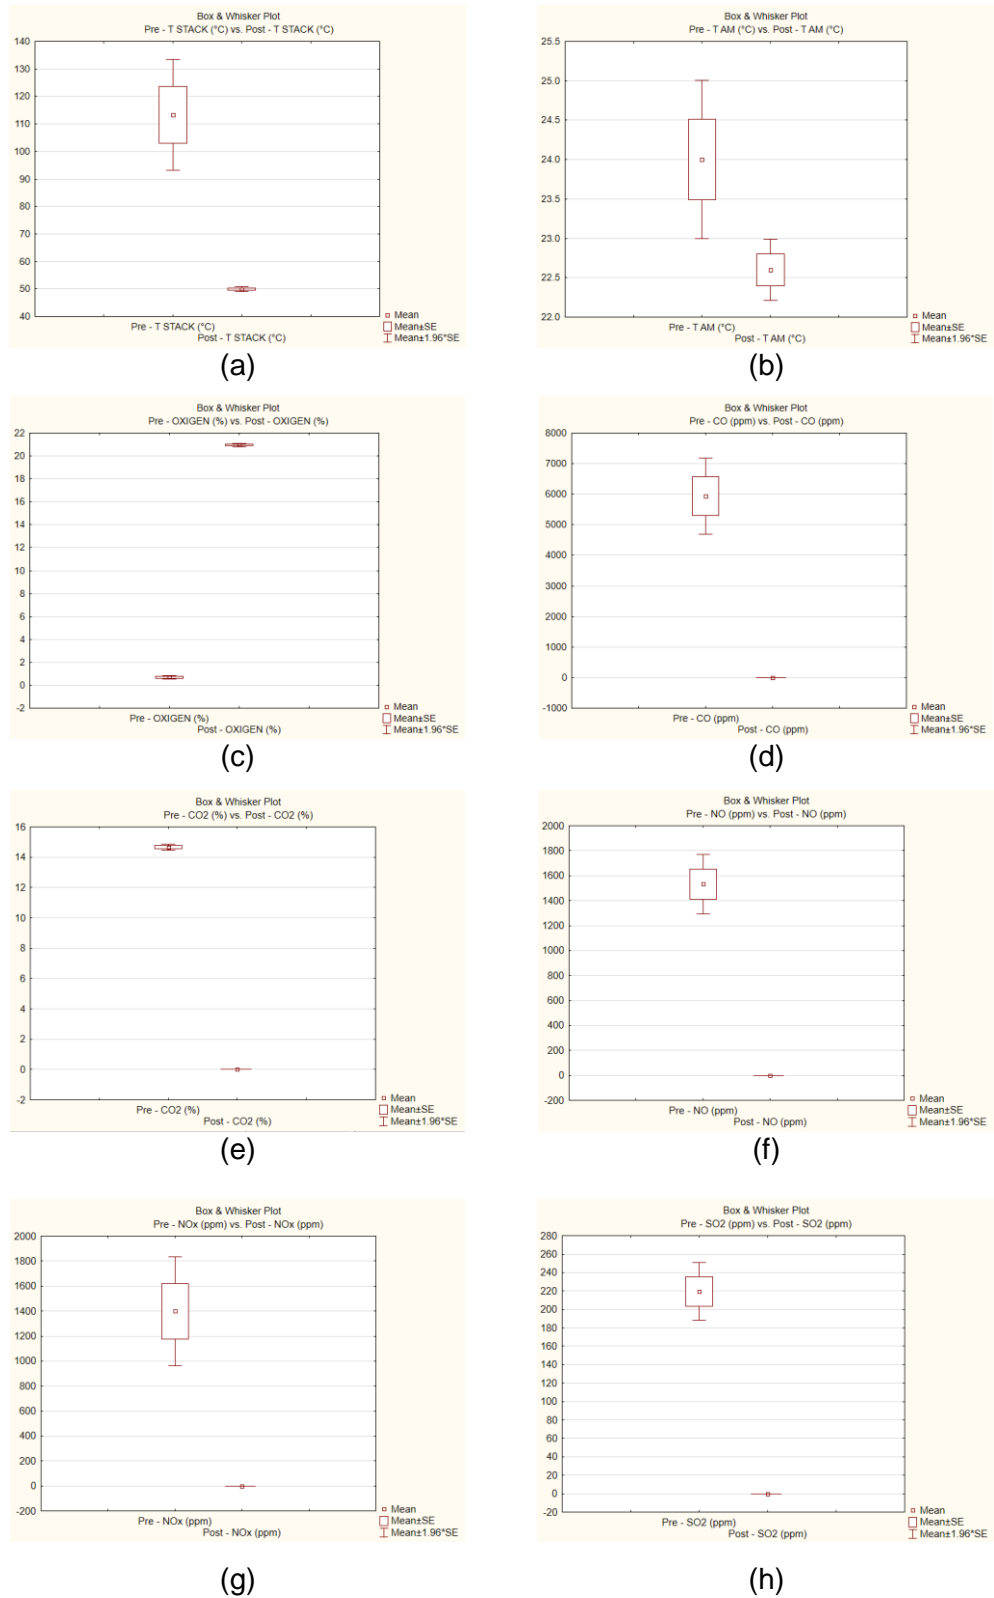 Box & Whisker Plot
Pre - T STACK (°C) vs. Post - T STACK (°C)
140
130
120
110
100
90
80
70
60
50
40
Pre - T STACK (°C)
Post - T STACK (°C)
Mean
Mean±SE
Mean±1.96*SE
(a)
Box & Whisker Plot
Pre - T AM (°C) vs. Post - T AM (°C)
25.5
25.0
24.5
24.0
23.5
23.0
22.5
22.0
Pre - T AM (°C)
Post - T AM (°C)
Mean
Mean±SE
Mean±1.96*SE
(b)
Box & Whisker Plot
Pre - OXIGEN (%) vs. Post - OXIGEN (%)
22
20
18
16
14
12
10
8
6
4
2
0
-2
Pre - OXIGEN (%)
Post - OXIGEN (%)
Mean
Mean±SE
Mean±1.96*SE
(c)
Box & Whisker Plot
Pre - CO (ppm) vs. Post - CO (ppm)
8000
7000
6000
5000
4000
3000
2000
1000
0
-1000
Pre - CO (ppm)
Post - CO (ppm)
Mean
Mean±SE
Mean±1.96*SE
(d)
Box & Whisker Plot
Pre - CO2 (%) vs. Post - CO2 (%)
16
14
12
10
8
6
4
2
0
-2
Pre - CO2 (%)
Post - CO2 (%)
Mean
Mean±SE
Mean±1.96*SE
(e)
Box & Whisker Plot
Pre - NO (ppm) vs. Post - NO (ppm)
2000
1800
1600
1400
1200
1000
800
600
400
200
0
-200
Pre - NO (ppm)
Post - NO (ppm)
Mean
Mean±SE
Mean±1.96*SE
(f)
Box & Whisker Plot
Pre - NOx (ppm) vs. Post - NOx (ppm)
2000
1800
1600
1400
1200
1000
800
600
400
200
0
-200
Pre - NOx (ppm)
Post - NOx (ppm)
Mean
Mean±SE
Mean±1.96*SE
(g)
Box & Whisker Plot
Pre - SO2 (ppm) vs. Post - SO2 (ppm)
280
260
240
220
200
180
160
140
120
100
80
60
40
20
0
-20
Pre - SO2 (ppm)
Post - SO2 (ppm)
Mean
Mean±SE
Mean±1.96*SE
(h)